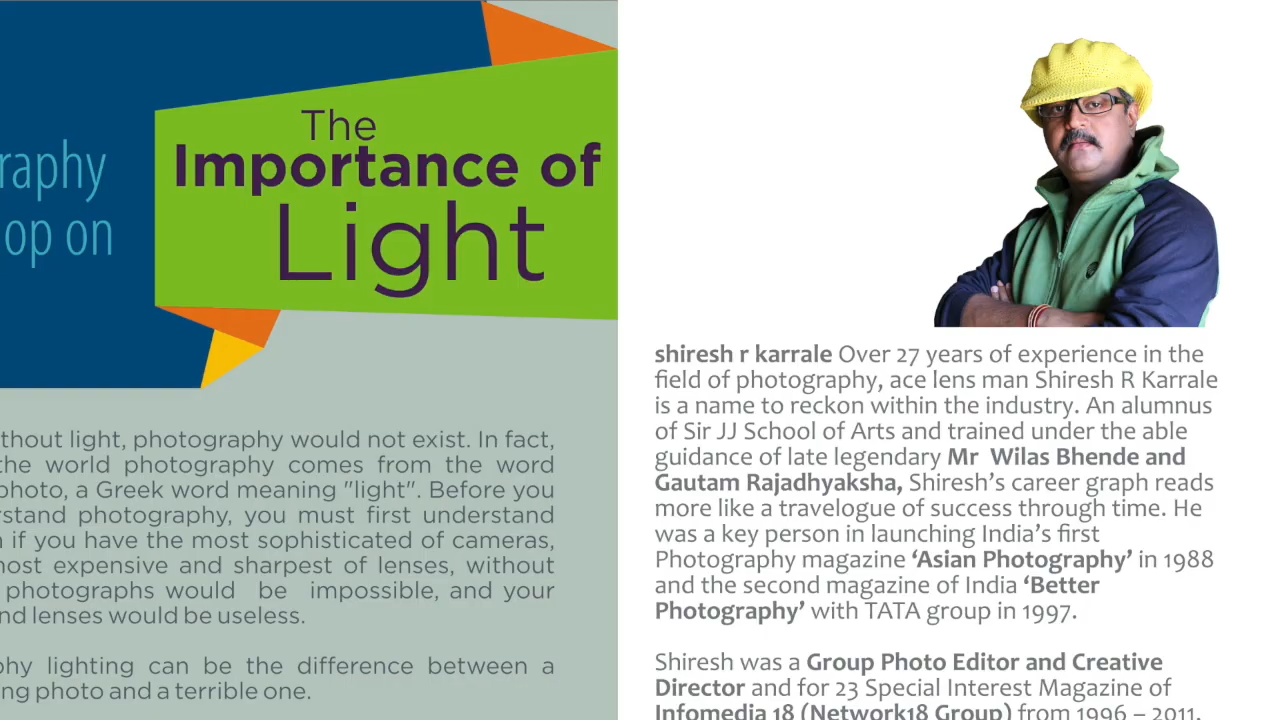 The
Importance of
Light
raphy
op on
thout light, photography would not exist. In fact,
the world photography comes from the word
photo, a Greek word meaning "light". Before you
rstand photography, you must first understand
if you have the most sophisticated of cameras,
nost expensive and sharpest of lenses, without
photographs would be impossible, and your
nd lenses would be useless.
phy lighting can be the difference between a
ing photo and a terrible one.
shiresh r karrale Over 27 years of experience in the
field of photography, ace lens man Shiresh R Karrale
is a name to reckon within the industry. An alumnus
of Sir JJ School of Arts and trained under the able
guidance of late legendary Mr Wilas Bhende and
Gautam Rajadhyaksha, Shiresh's career graph reads
more like a travelogue of success through time. He
was a key person in launching India's first
Photography magazine 'Asian Photography' in 1988
and the second magazine of India 'Better
Photography' with TATA group in 1997.
Shiresh was a Group Photo Editor and Creative
Director and for 23 Special Interest Magazine of
Infomedia 18 (Network18 Group) from 1996 – 2011.